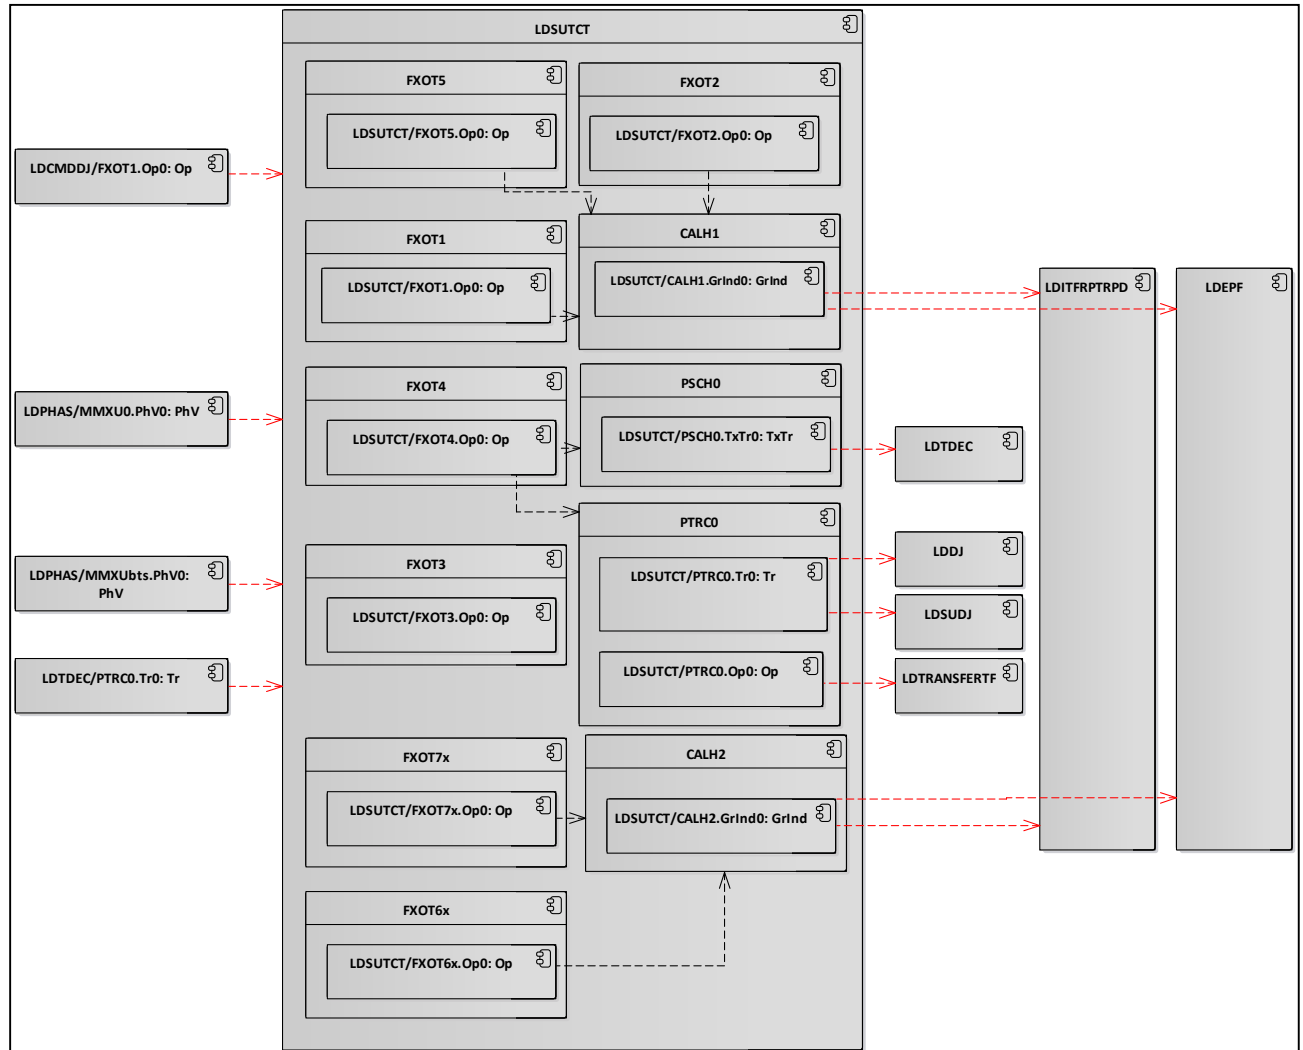 LDSUTCT
FXOT5
FXOT2
LDSUTCT/FXOT5.Op0: Op
LDSUTCT/FXOT2.Op0: Op
LDCMDDJ/FXOT1.Op0: Op
FXOT1
CALH1
LDSUTCT/FXOT1.Op0: Op
LDSUTCT/CALH1.GrInd0: GrInd
LDITFRPTRPD
LDEPF
FXOT4
PSCH0
LDPHAS/MMXU0.PhV0: PhV
LDSUTCT/FXOT4.Op0: Op
LDSUTCT/PSCH0.TxTr0: TxTr
LDTDEC
PTRC0
FXOT3
LDDJ
LDPHAS/MMXUbts.PhV0:
PhV
LDSUTCT/PTRC0.Tr0: Tr
LDSUTCT/FXOT3.Op0: Op
LDSUDJ
LDTDEC/PTRC0.Tr0: Tr
LDSUTCT/PTRC0.Op0: Op
LDTRANSFERTF
FXOT7x
CALH2
LDSUTCT/FXOT7x.Op0: Op
LDSUTCT/CALH2.GrInd0: GrInd
FXOT6x
LDSUTCT/FXOT6x.Op0: Op